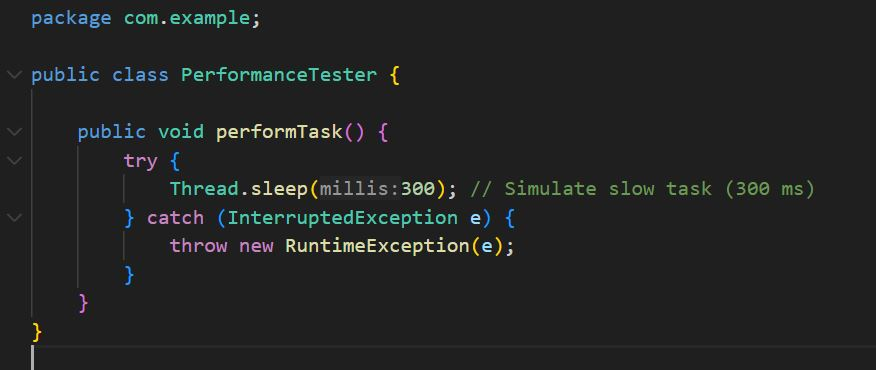 package com.example;
public class PerformanceTester {
public void performTask() {
try {
Thread.sleep(millis:300); // Simulate slow task (300 ms)
} catch (InterruptedException e) {
throw new RuntimeException(e);
}
}
}